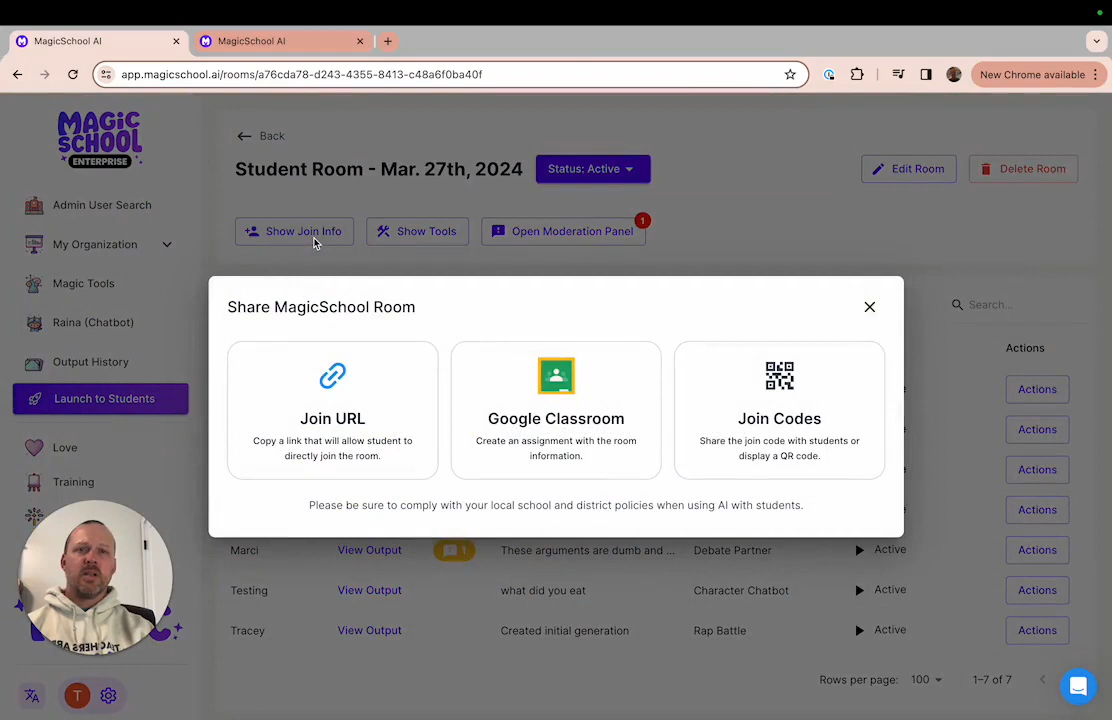 MagicSchool AI
MagicSchool AI
app.magicschool.ai/rooms/a76cda78-d243-4355-8413-c48a6f0ba40f
New Chrome available
MAGIC
SCHOOL
ENTERPRISE
Admin User Search
My Organization
Magic Tools
Raina (Chatbot)
Output History
Launch to Students
Love
Training
T
Back
Student Room - Mar. 27th, 2024
Status: Active
Edit Room
Delete Room
Show Join Info
Show Tools
Open Moderation Panel
1
Search...
Share MagicSchool Room
Join URL
Copy a link that will allow student to
directly join the room.
Google Classroom
Create an assignment with the room
information.
Join Codes
Share the join code with students or
display a QR code.
Please be sure to comply with your local school and district policies when using AI with students.
Actions
Actions
Actions
Actions
Actions
Marci View Output 1 These arguments are dumb and ... Debate Partner Active Actions
Testing View Output what did you eat Character Chatbot Active Actions
Tracey View Output Created initial generation Rap Battle Active Actions
Rows per page: 100 1–7 of 7